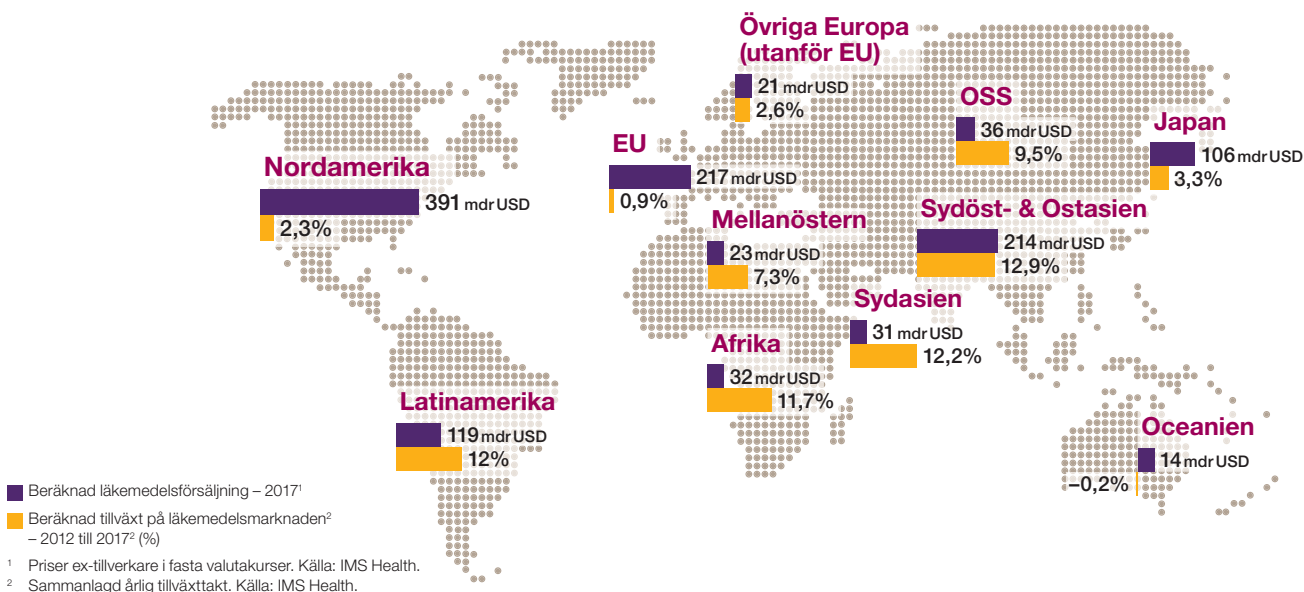 Övriga Europa
(utanför EU)
21 mdr USD
2,6%
OSS
36 mdr USD
9,5%
Japan
106 mdr USD
3,3%
EU
217 mdr USD
0,9%
Nordamerika
391 mdr USD
2,3%
Mellanöstern
23 mdr USD
7,3%
Sydöst- & Ostasien
214 mdr USD
12,9%
Sydasien
31 mdr USD
12,2%
Afrika
32 mdr USD
11,7%
Latinamerika
119 mdr USD
12%
Oceanien
14 mdr USD
–0,2%
Beräknad läkemedelsförsäljning – 2017¹
Beräknad tillväxt på läkemedelsmarknaden²
– 2012 till 2017² (%)
¹ Priser ex-tillverkare i fasta valutakurser. Källa: IMS Health.
² Sammanlagd årlig tillväxttakt. Källa: IMS Health.